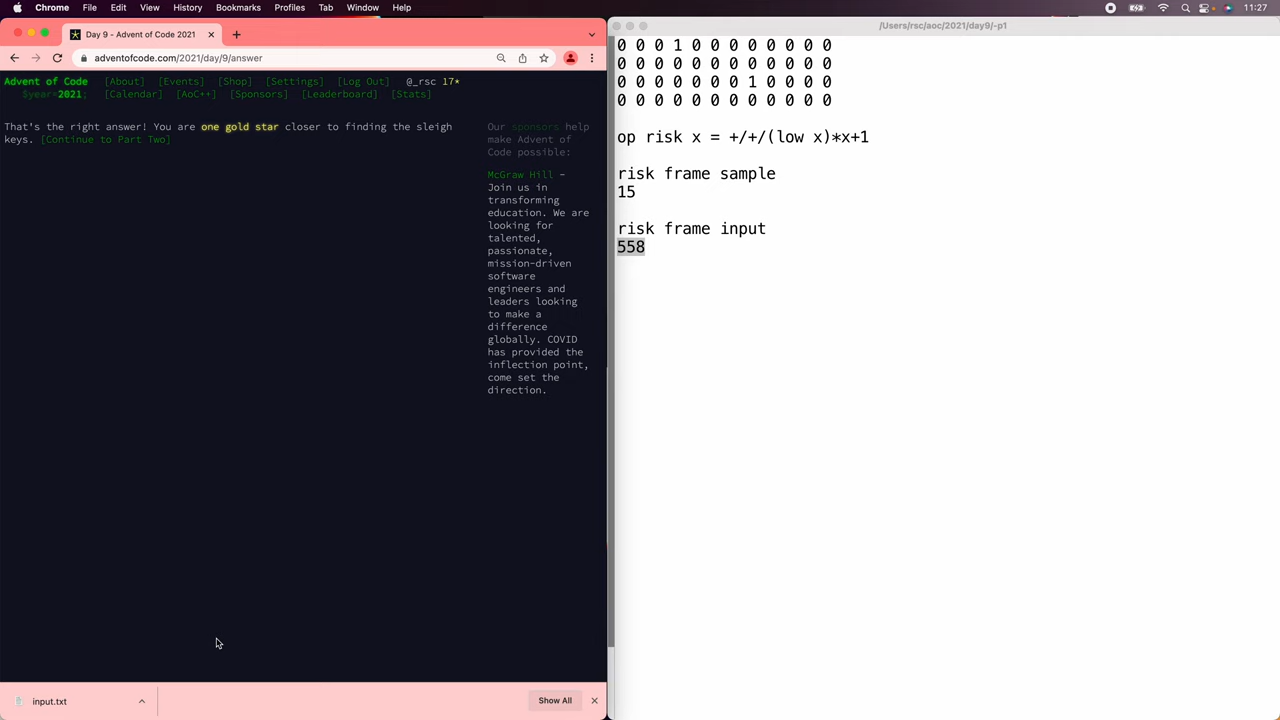 Chrome File Edit View History Bookmarks Profiles Tab Window Help 11:27
Day 9 - Advent of Code 2021
adventofcode.com/2021/day/9/answer
Advent of Code [About] [Events] [Shop] [Settings] [Log Out] @_rsc 17*
$year=2021; [Calendar] [AoC++] [Sponsors] [Leaderboard] [Stats]
That's the right answer! You are one gold star closer to finding the sleigh
keys. [Continue to Part Two]
Our sponsors help
make Advent of
Code possible:
McGraw Hill –
Join us in
transforming
education. We are
looking for
talented,
passionate,
mission-driven
software
engineers and
leaders looking
to make a
difference
globally. COVID
has provided the
inflection point,
come set the
direction.
input.txt
Show All
/Users/rsc/aoc/2021/day9/-p1
0 0 0 1 0 0 0 0 0 0 0 0
0 0 0 0 0 0 0 0 0 0 0 0
0 0 0 0 0 0 0 1 0 0 0 0
0 0 0 0 0 0 0 0 0 0 0 0
op risk x = +/+/(low x)*x+1
risk frame sample
15
risk frame input
558